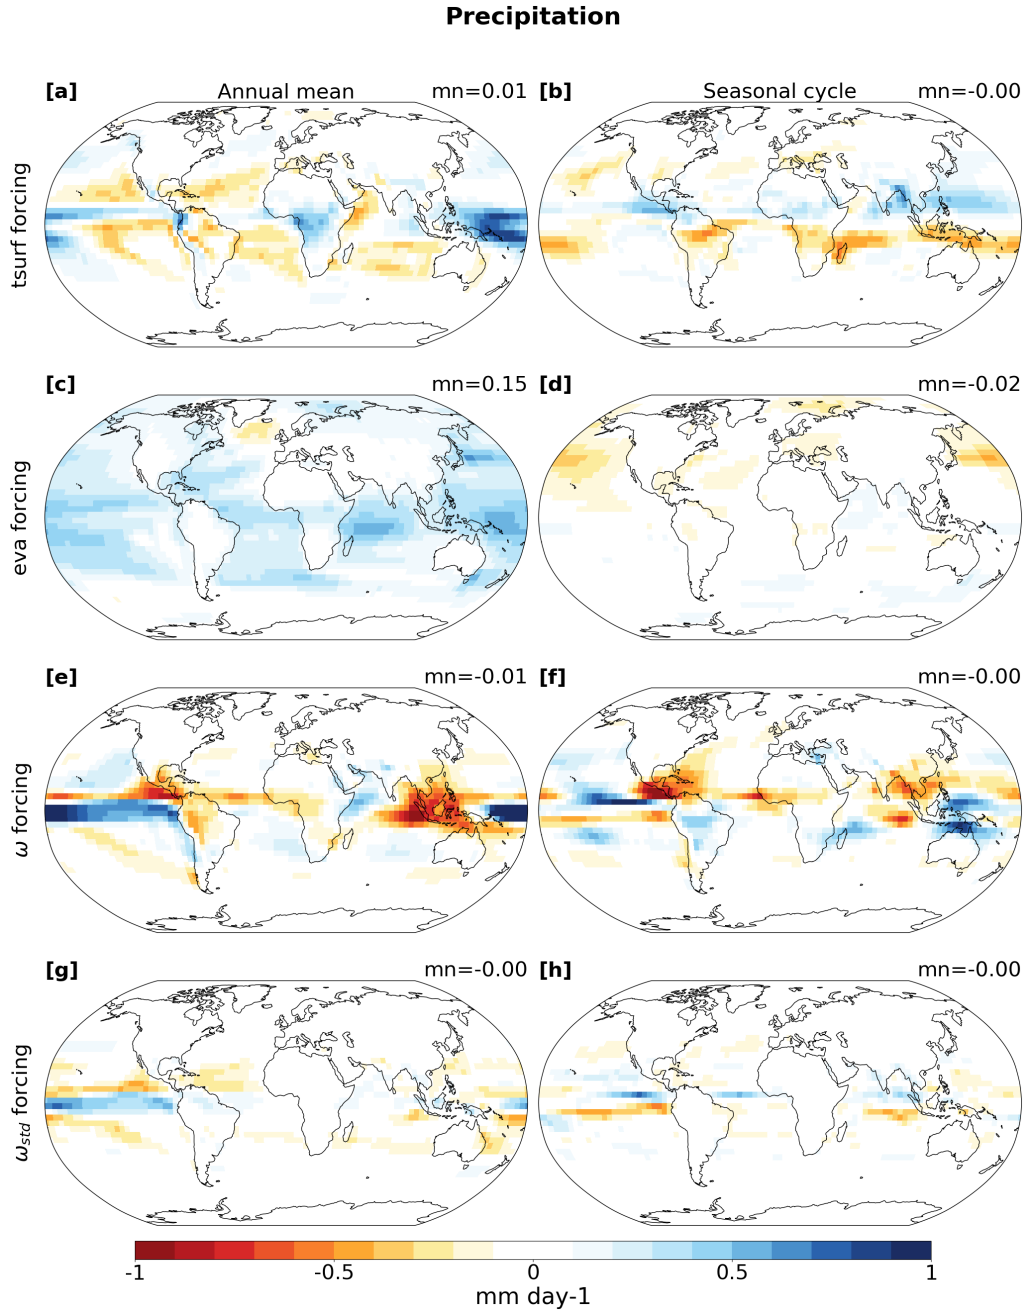 Precipitation
[a] Annual mean mn=0.01 [b] Seasonal cycle mn=-0.00
tsurf forcing
[c] mn=0.15 [d] mn=-0.02
eva forcing
[e] mn=-0.01 [f] mn=-0.00
ω forcing
[g] mn=-0.00 [h] mn=-0.00
ω_std forcing
-1 -0.5 0 0.5 1
mm day-1